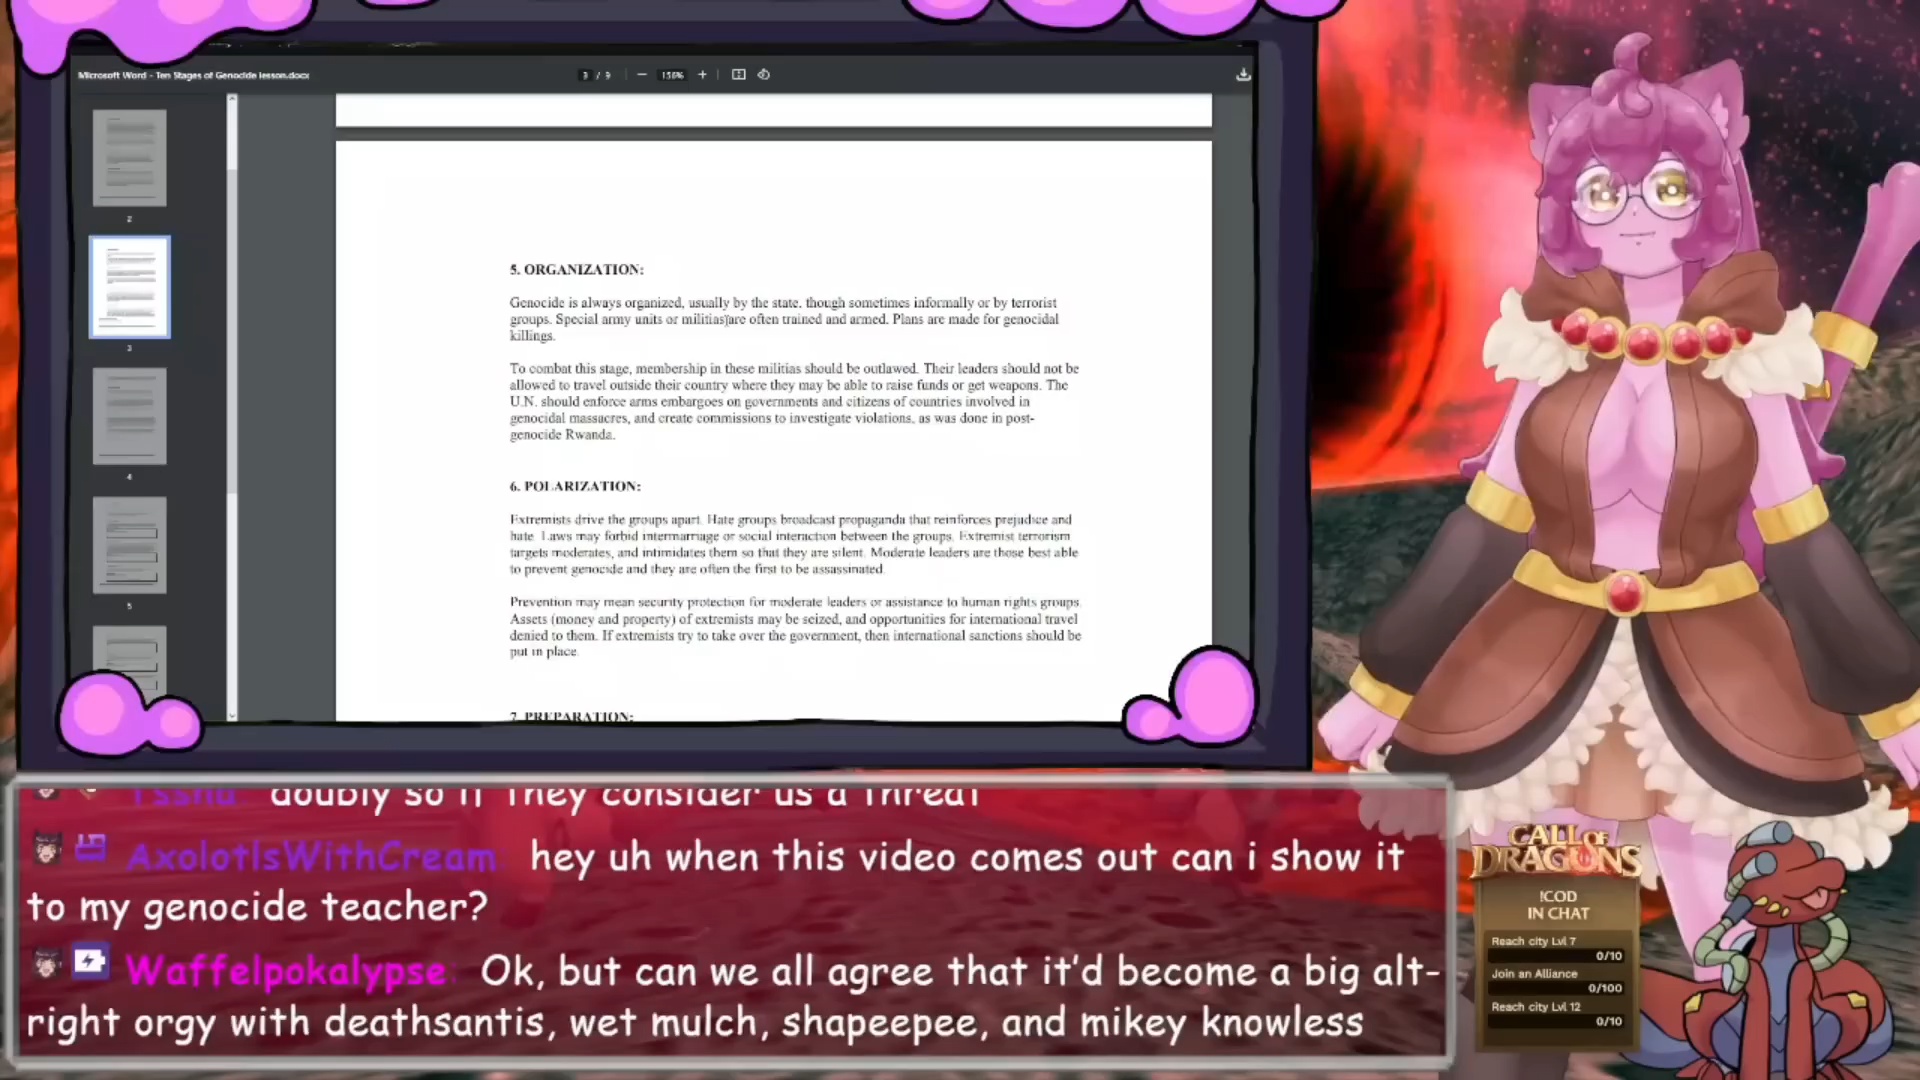 Microsoft Word - Ten Stages of Genocide lesson.docx
3 / 9
156%
2
3
4
5
5. ORGANIZATION:
Genocide is always organized, usually by the state, though sometimes informally or by terrorist
groups. Special army units or militias are often trained and armed. Plans are made for genocidal
killings.
To combat this stage, membership in these militias should be outlawed. Their leaders should not be
allowed to travel outside their country where they may be able to raise funds or get weapons. The
U.N. should enforce arms embargoes on governments and citizens of countries involved in
genocidal massacres, and create commissions to investigate violations, as was done in post-
genocide Rwanda.
6. POLARIZATION:
Extremists drive the groups apart. Hate groups broadcast propaganda that reinforces prejudice and
hate. Laws may forbid intermarriage or social interaction between the groups. Extremist terrorism
targets moderates, and intimidates them so that they are silent. Moderate leaders are those best able
to prevent genocide and they are often the first to be assassinated.
Prevention may mean security protection for moderate leaders or assistance to human rights groups.
Assets (money and property) of extremists may be seized, and opportunities for international travel
denied to them. If extremists try to take over the government, then international sanctions should be
put in place.
7. PREPARATION:
doubly so if they consider us a threat
AxolotlsWithCream hey uh when this video comes out can i show it
to my genocide teacher?
Waffelpokalypse: Ok, but can we all agree that it'd become a big alt-
right orgy with deathsantis, wet mulch, shapeepee, and mikey knowless
CALL OF
DRAGONS
!COD
IN CHAT
Reach city Lvl 7
0/10
Join an Alliance
0/100
Reach city Lvl 12
0/10